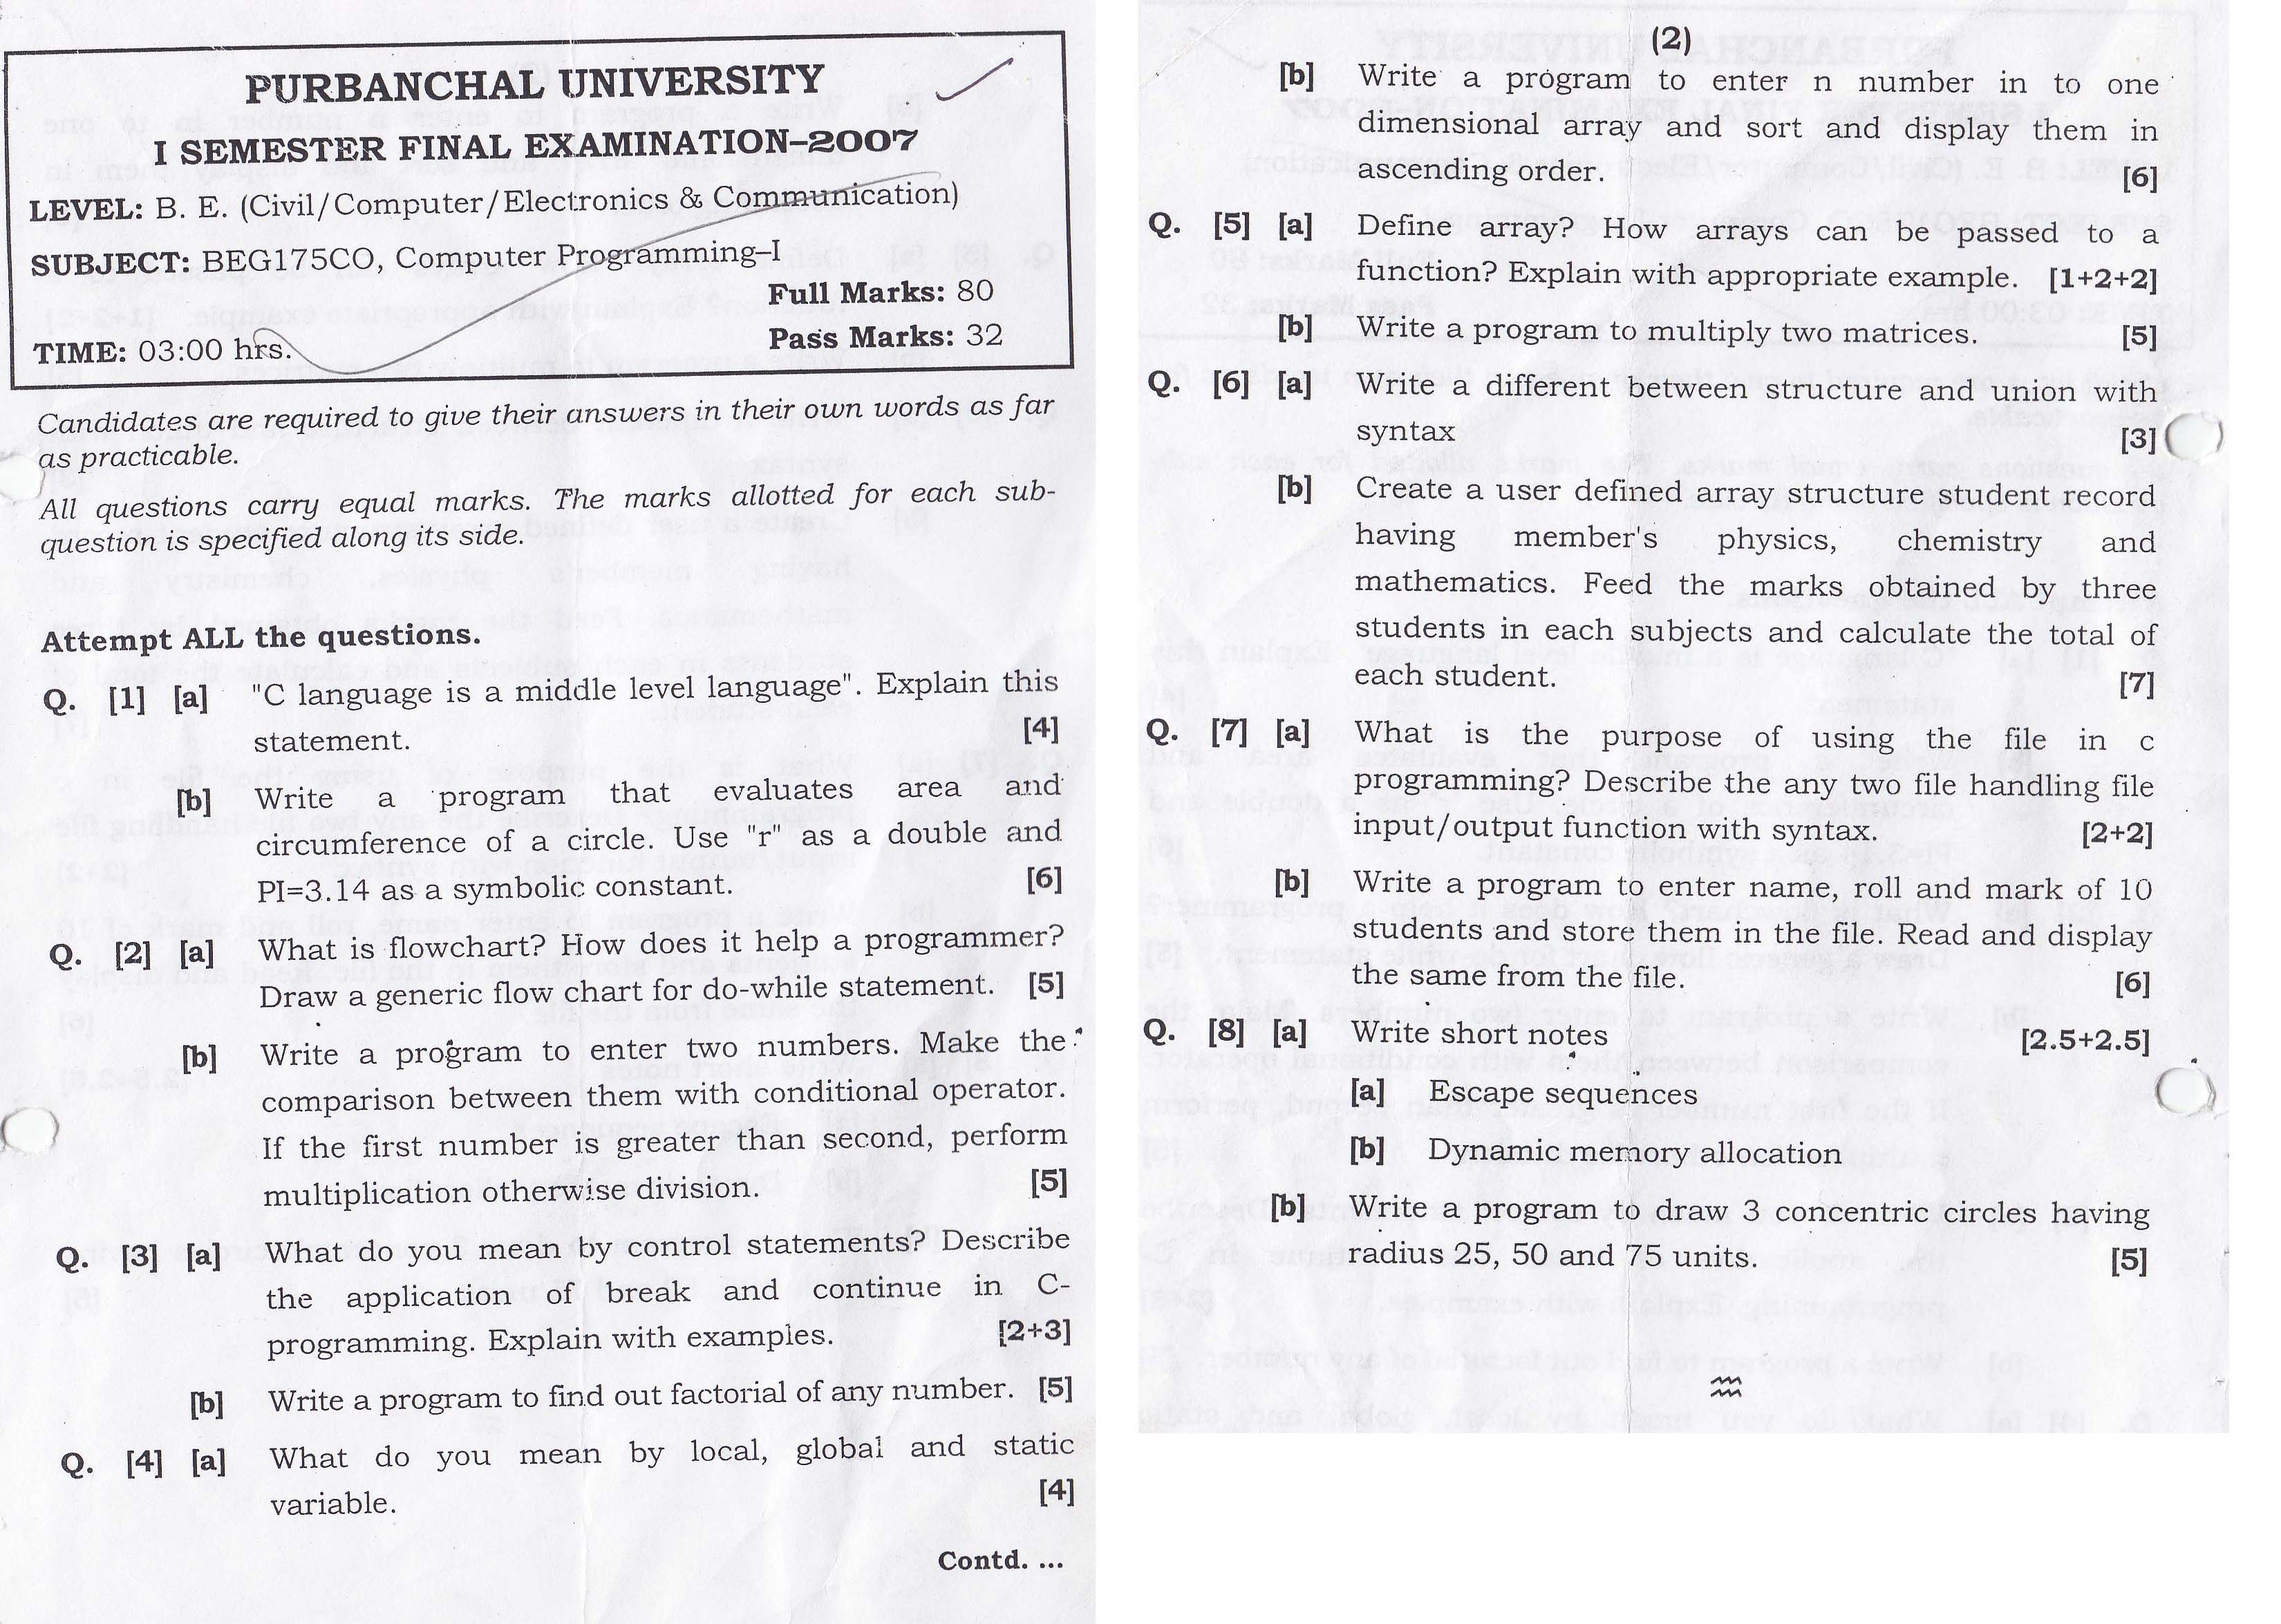 PURBANCHAL UNIVERSITY
I SEMESTER FINAL EXAMINATION–2007
LEVEL: B. E. (Civil/Computer/Electronics & Communication)
SUBJECT: BEG175CO, Computer Programming–I
Full Marks: 80
TIME: 03:00 hrs.
Pass Marks: 32
Candidates are required to give their answers in their own words as far
as practicable.
All questions carry equal marks. The marks allotted for each sub-
question is specified along its side.
Attempt ALL the questions.
Q. [1] [a] "C language is a middle level language". Explain this
statement. [4]
[b] Write a program that evaluates area and
circumference of a circle. Use "r" as a double and
PI=3.14 as a symbolic constant. [6]
Q. [2] [a] What is flowchart? How does it help a programmer?
Draw a generic flow chart for do-while statement. [5]
[b] Write a program to enter two numbers. Make the
comparison between them with conditional operator.
If the first number is greater than second, perform
multiplication otherwise division. [5]
Q. [3] [a] What do you mean by control statements? Describe
the application of break and continue in C-
programming. Explain with examples. [2+3]
[b] Write a program to find out factorial of any number. [5]
Q. [4] [a] What do you mean by local, global and static
variable. [4]
Contd. ...
(2)
[b] Write a program to enter n number in to one
dimensional array and sort and display them in
ascending order. [6]
Q. [5] [a] Define array? How arrays can be passed to a
function? Explain with appropriate example. [1+2+2]
[b] Write a program to multiply two matrices. [5]
Q. [6] [a] Write a different between structure and union with
syntax [3]
[b] Create a user defined array structure student record
having member's physics, chemistry and
mathematics. Feed the marks obtained by three
students in each subjects and calculate the total of
each student. [7]
Q. [7] [a] What is the purpose of using the file in c
programming? Describe the any two file handling file
input/output function with syntax. [2+2]
[b] Write a program to enter name, roll and mark of 10
students and store them in the file. Read and display
the same from the file. [6]
Q. [8] [a] Write short notes [2.5+2.5]
[a] Escape sequences
[b] Dynamic memory allocation
[b] Write a program to draw 3 concentric circles having
radius 25, 50 and 75 units. [5]